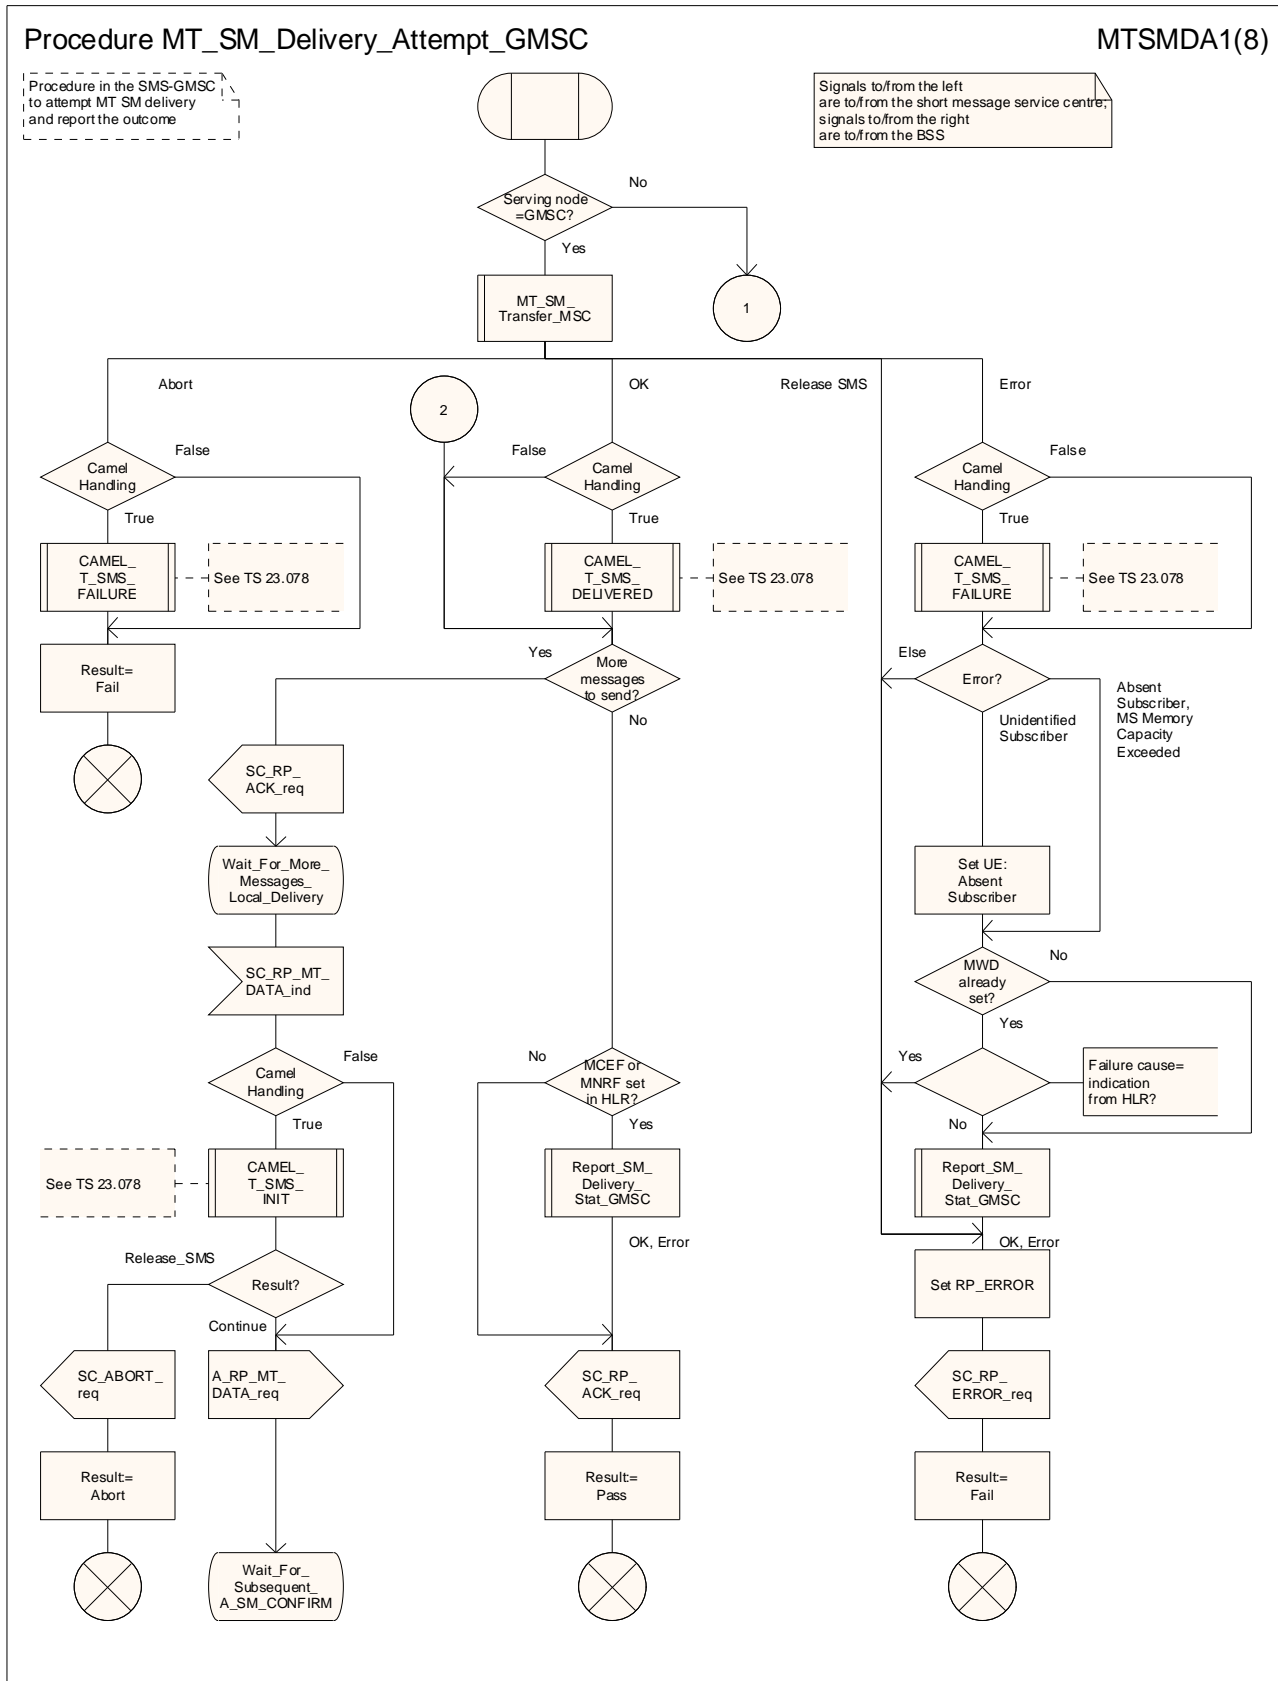 Procedure MT_SM_Delivery_Attempt_GMSC
MTSMDA1(8)
Procedure in the SMS-GMSC
to attempt MT SM delivery
and report the outcome
Signals to/from the left
are to/from the short message service centre;
signals to/from the right
are to/from the BSS
Serving node
=GMSC?
No
Yes
MT_SM_
Transfer_MSC
1
Abort
OK
Release SMS
Error
2
Camel
Handling
False
True
Camel
Handling
False
True
Camel
Handling
False
True
CAMEL_
T_SMS_
FAILURE
See TS 23.078
CAMEL_
T_SMS_
DELIVERED
See TS 23.078
CAMEL_
T_SMS_
FAILURE
See TS 23.078
Result:=
Fail
Yes
More
messages
to send?
No
Else
Error?
Unidentified
Subscriber
Absent
Subscriber,
MS Memory
Capacity
Exceeded
SC_RP_
ACK_req
Wait_For_More_
Messages_
Local_Delivery
Set UE:
Absent
Subscriber
SC_RP_MT_
DATA_ind
MWD
already
set?
No
Yes
Camel
Handling
False
True
No
MCEF or
MNRF set
in HLR?
Yes
Yes
Failure cause=
indication
from HLR?
No
See TS 23.078
CAMEL_
T_SMS_
INIT
Report_SM_
Delivery_
Stat_GMSC
Report_SM_
Delivery_
Stat_GMSC
OK, Error
OK, Error
Release_SMS
Result?
Continue
Set RP_ERROR
SC_ABORT_
req
A_RP_MT_
DATA_req
SC_RP_
ACK_req
SC_RP_
ERROR_req
Result:=
Abort
Result:=
Pass
Result:=
Fail
Wait_For_
Subsequent_
A_SM_CONFIRM